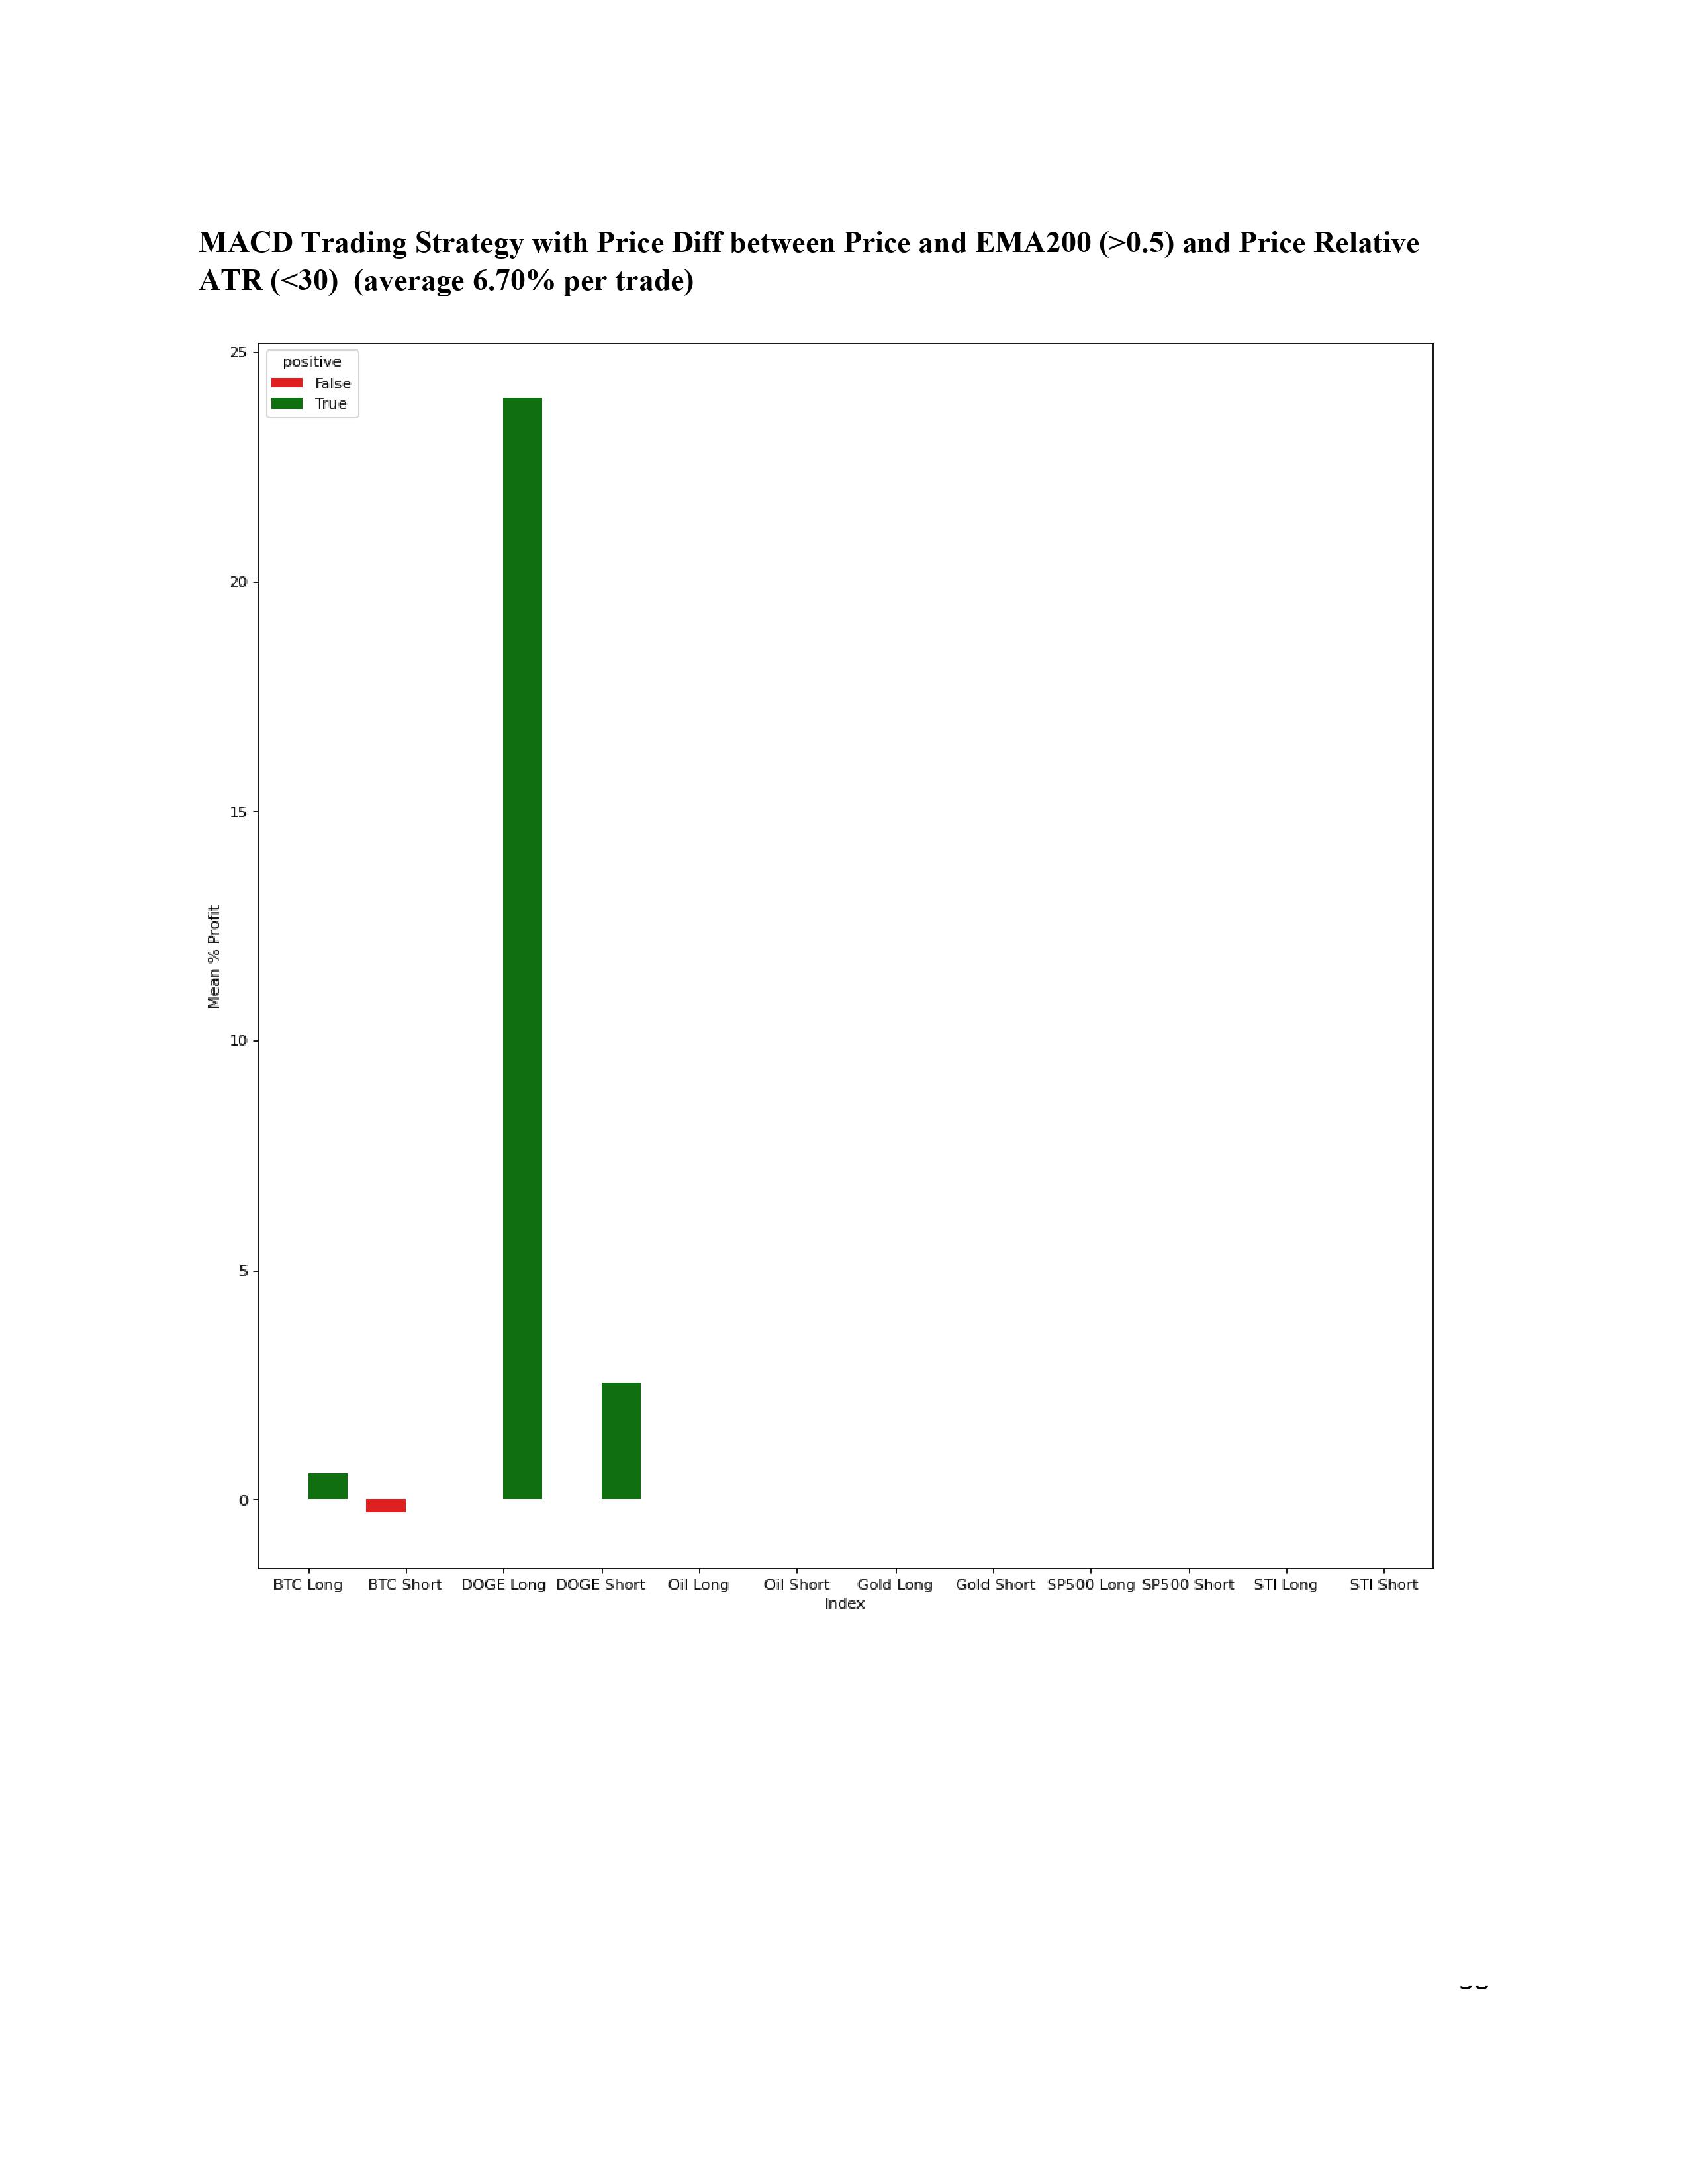 MACD Trading Strategy with Price Diff between Price and EMA200 (>0.5) and Price Relative
ATR (<30)  (average 6.70% per trade)
positive
False
True
25
20
15
10
5
0
Mean % Profit
BTC Long BTC Short DOGE Long DOGE Short Oil Long Oil Short Gold Long Gold Short SP500 Long SP500 Short STI Long STI Short
Index